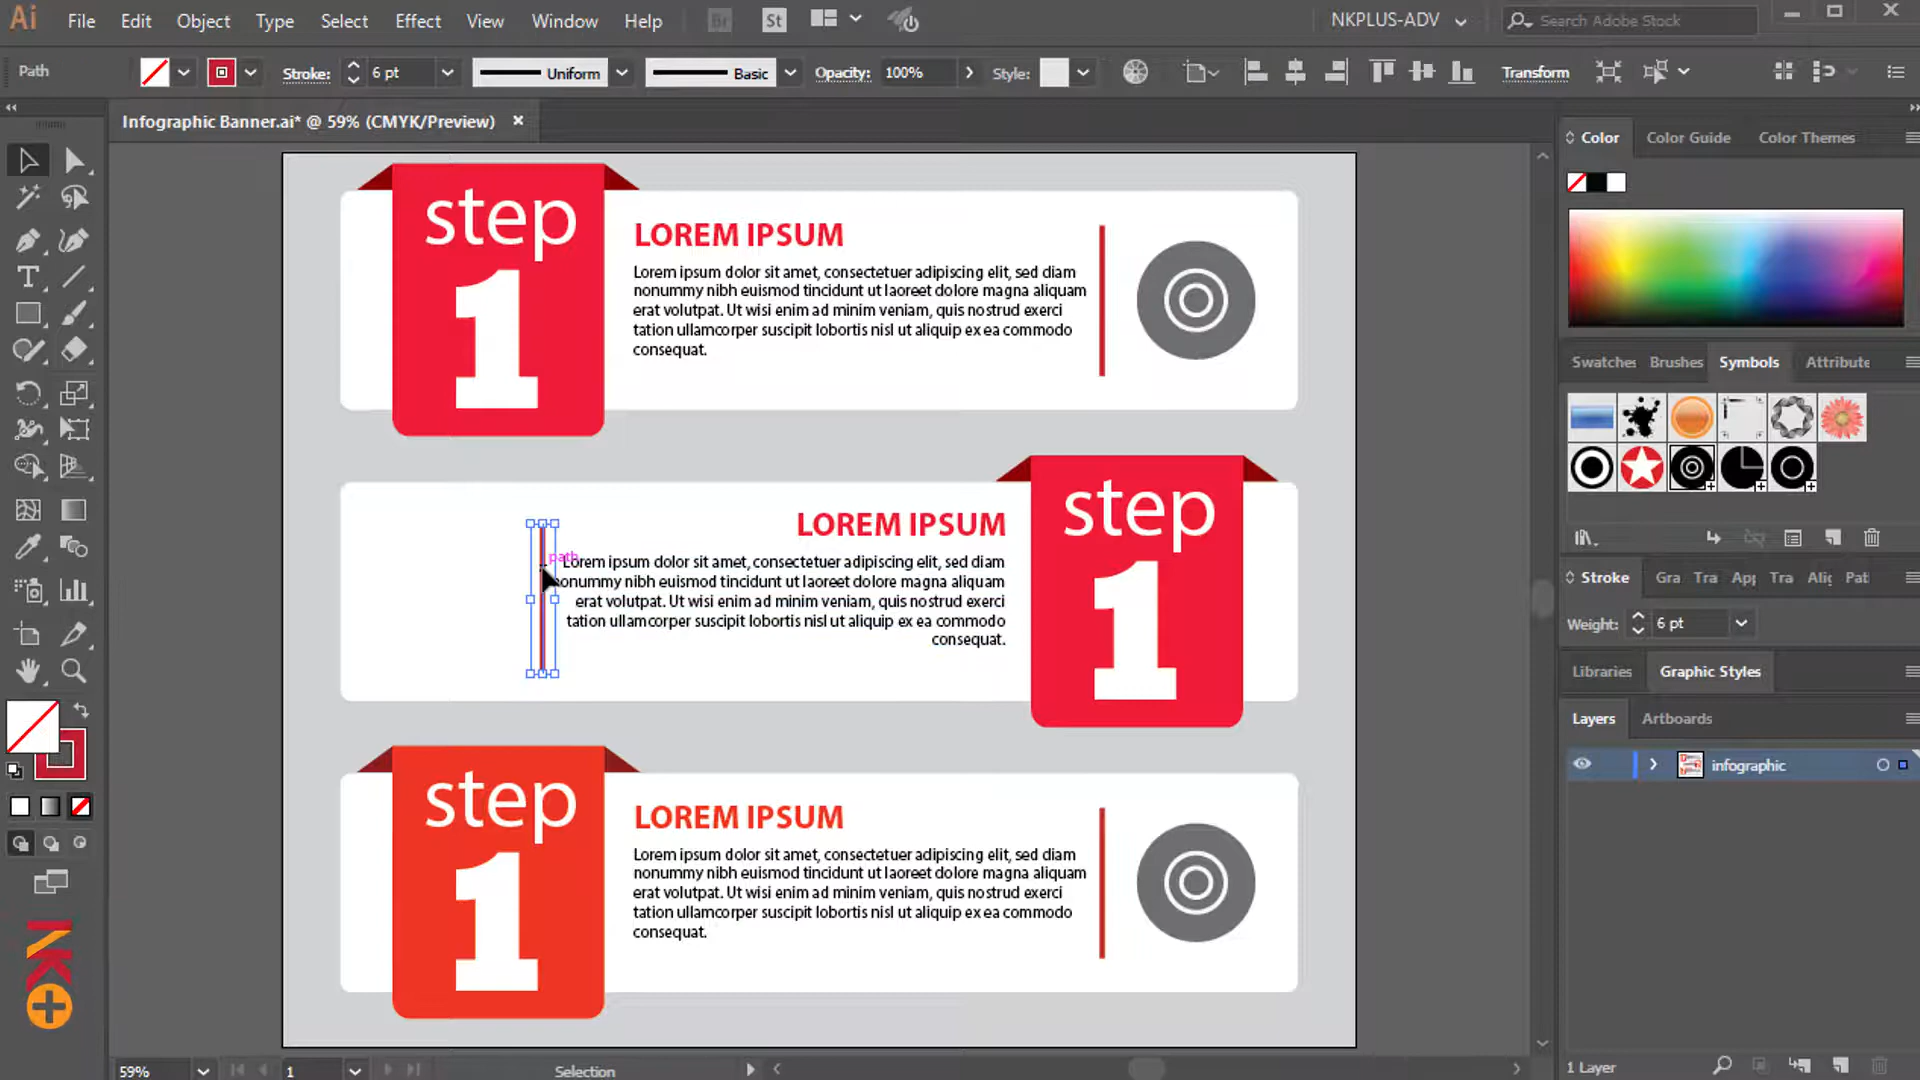 Ai File Edit Object Type Select Effect View Window Help Br St NKPLUS-ADV Search Adobe Stock
Path Stroke: 6 pt Uniform Basic Opacity: 100% Style: Transform
Infographic Banner.ai* @ 59% (CMYK/Preview)
step
1
LOREM IPSUM
Lorem ipsum dolor sit amet, consectetuer adipiscing elit, sed diam
nonummy nibh euismod tincidunt ut laoreet dolore magna aliquam
erat volutpat. Ut wisi enim ad minim veniam, quis nostrud exerci
tation ullamcorper suscipit lobortis nisl ut aliquip ex ea commodo
consequat.
LOREM IPSUM
path
Lorem ipsum dolor sit amet, consectetuer adipiscing elit, sed diam
nonummy nibh euismod tincidunt ut laoreet dolore magna aliquam
erat volutpat. Ut wisi enim ad minim veniam, quis nostrud exerci
tation ullamcorper suscipit lobortis nisl ut aliquip ex ea commodo
consequat.
step
1
step
1
LOREM IPSUM
Lorem ipsum dolor sit amet, consectetuer adipiscing elit, sed diam
nonummy nibh euismod tincidunt ut laoreet dolore magna aliquam
erat volutpat. Ut wisi enim ad minim veniam, quis nostrud exerci
tation ullamcorper suscipit lobortis nisl ut aliquip ex ea commodo
consequat.
Color Color Guide Color Themes
Swatches Brushes Symbols Attribute
Stroke Gra Tra App Tra Alig Pat
Weight: 6 pt
Libraries Graphic Styles
Layers Artboards
infographic
1 Layer
NK+
59% 1 Selection